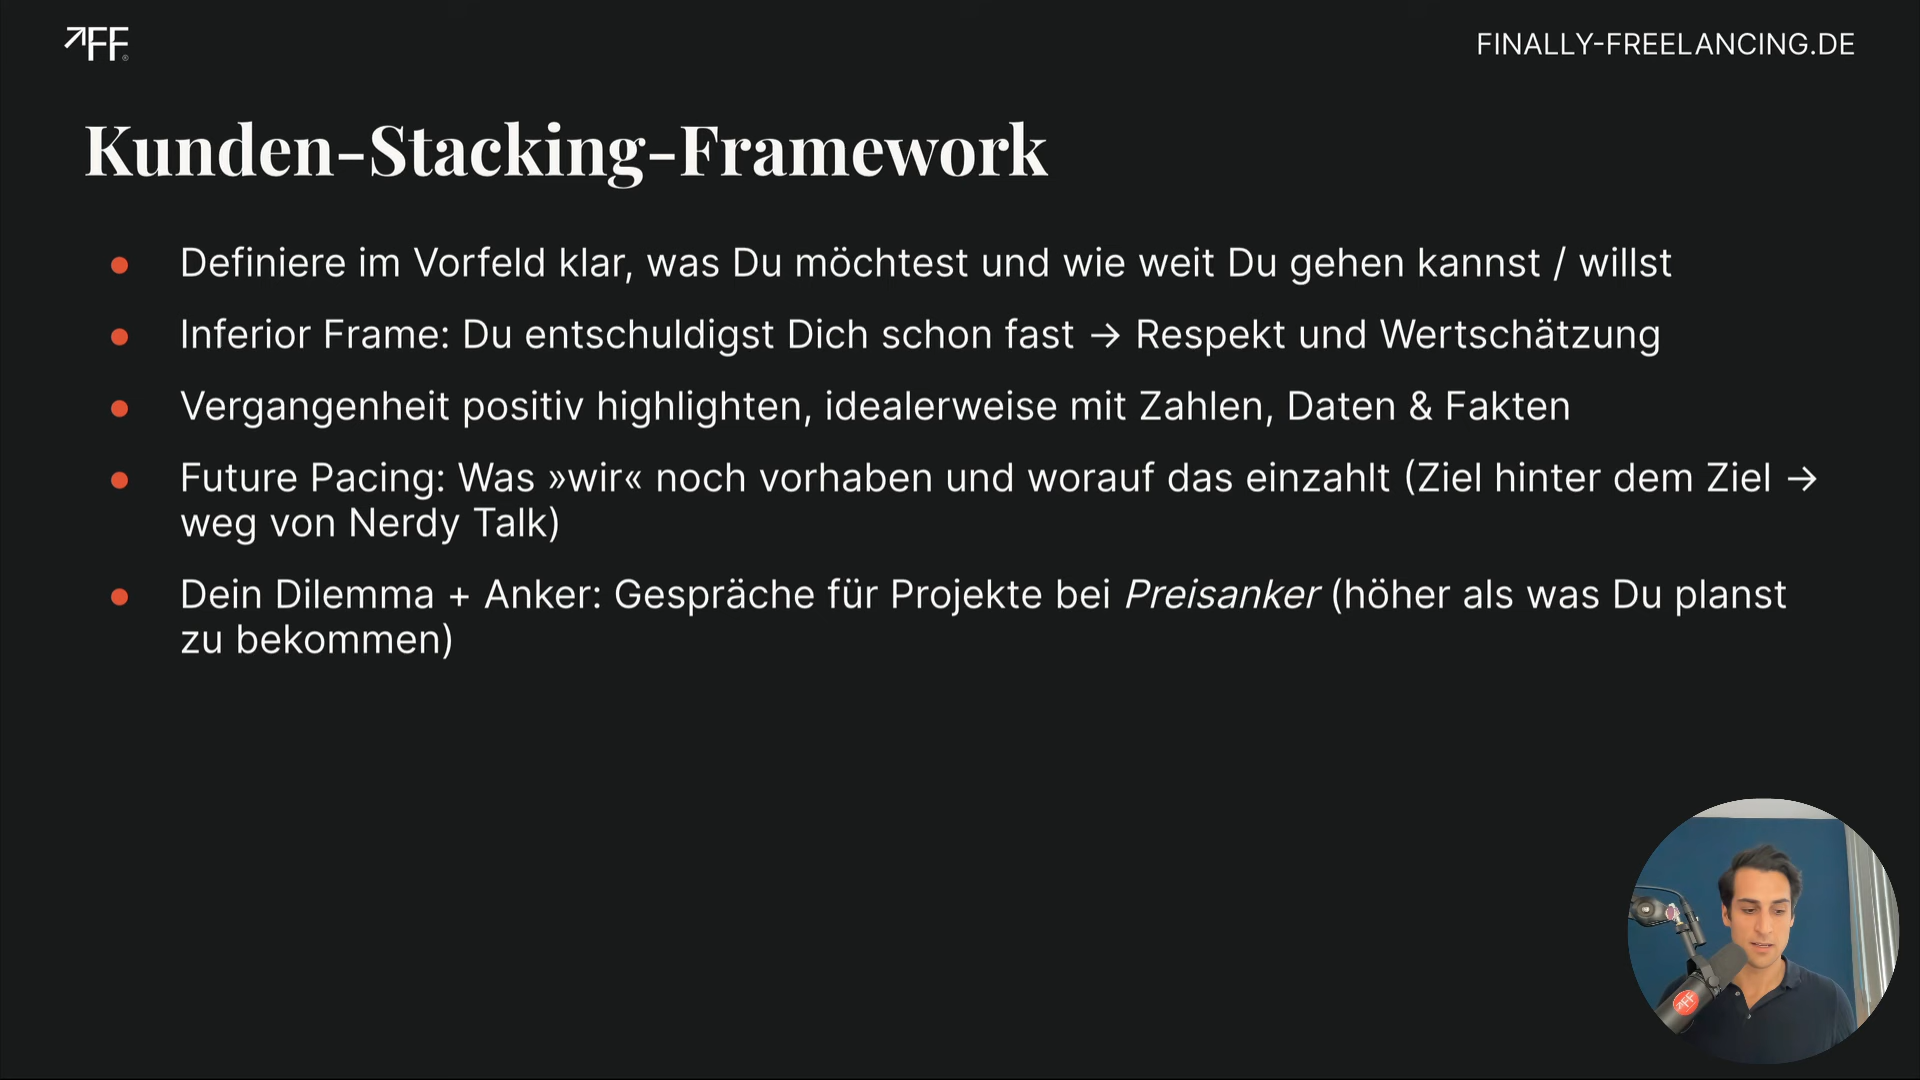 FF
FINALLY-FREELANCING.DE
Kunden-Stacking-Framework
Definiere im Vorfeld klar, was Du möchtest und wie weit Du gehen kannst / willst
Inferior Frame: Du entschuldigst Dich schon fast → Respekt und Wertschätzung
Vergangenheit positiv highlighten, idealerweise mit Zahlen, Daten & Fakten
Future Pacing: Was »wir« noch vorhaben und worauf das einzahlt (Ziel hinter dem Ziel →
weg von Nerdy Talk)
Dein Dilemma + Anker: Gespräche für Projekte bei Preisanker (höher als was Du planst
zu bekommen)
FF